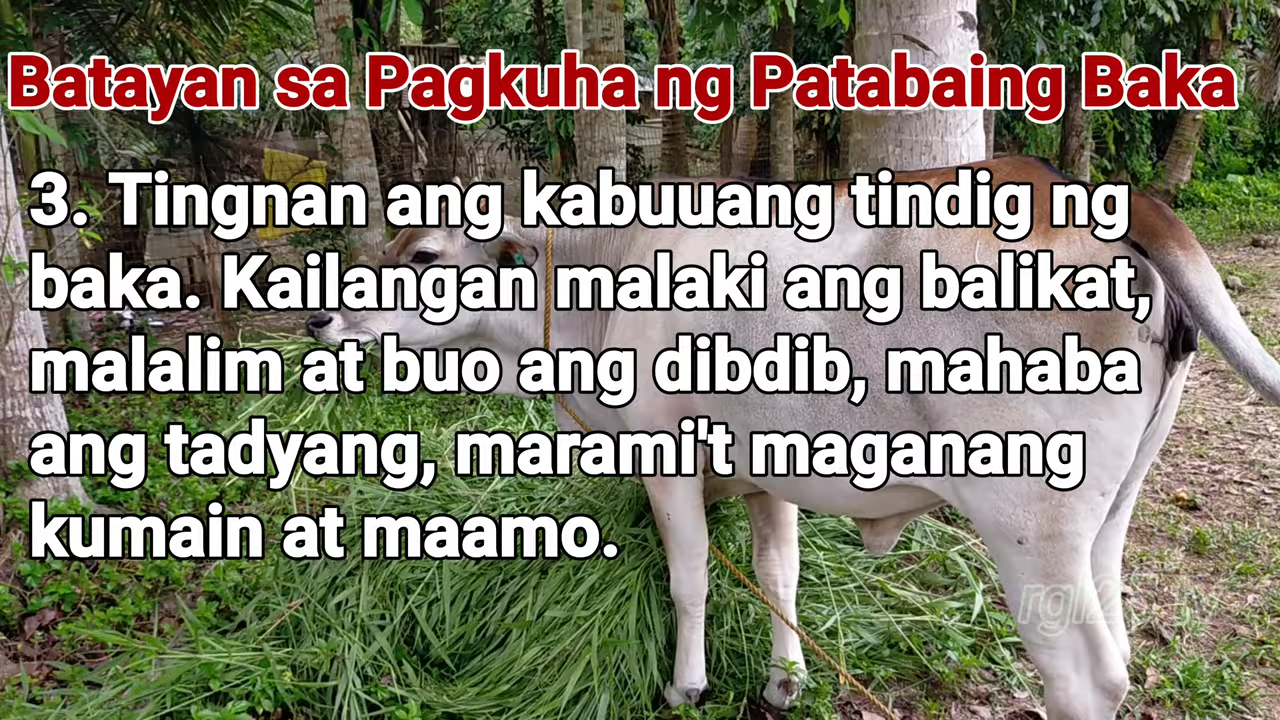 Batayan sa Pagkuha ng Patabaing Baka
3. Tingnan ang kabuuang tindig ng
baka. Kailangan malaki ang balikat,
malalim at buo ang dibdib, mahaba
ang tadyang, marami't maganang
kumain at maamo.